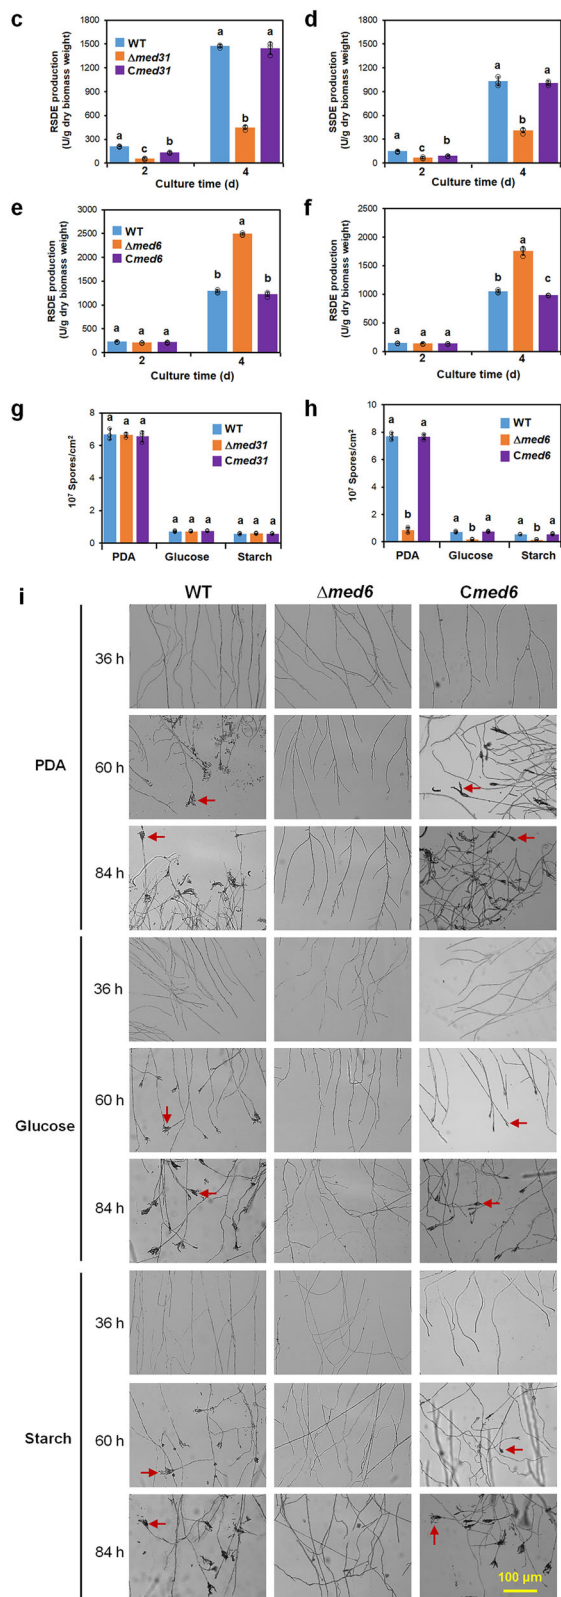 c
RSDE production
(U/g dry biomass weight)
1800
1500
1200
900
600
300
0
WT
Δmed31
Cmed31
a
c
b
a
b
a
2
4
Culture time (d)
d
SSDE production
(U/g dry biomass weight)
1800
1500
1200
900
600
300
0
a
c
b
a
b
a
2
4
Culture time (d)
e
RSDE production
(U/g dry biomass weight)
3000
2500
2000
1500
1000
500
0
WT
Δmed6
Cmed6
a
a
a
b
a
b
2
4
Culture time (d)
f
RSDE production
(U/g dry biomass weight)
2500
2000
1500
1000
500
0
a
a
a
b
a
c
2
4
Culture time (d)
g
10⁷ Spores/cm²
8
6
4
2
0
WT
Δmed31
Cmed31
a a a
a a a
a a a
PDA
Glucose
Starch
h
10⁷ Spores/cm²
10
8
6
4
2
0
WT
Δmed6
Cmed6
a b a
a b a
a b a
PDA
Glucose
Starch
i
WT
Δmed6
Cmed6
PDA
36 h
60 h
84 h
Glucose
36 h
60 h
84 h
Starch
36 h
60 h
84 h
100 μm